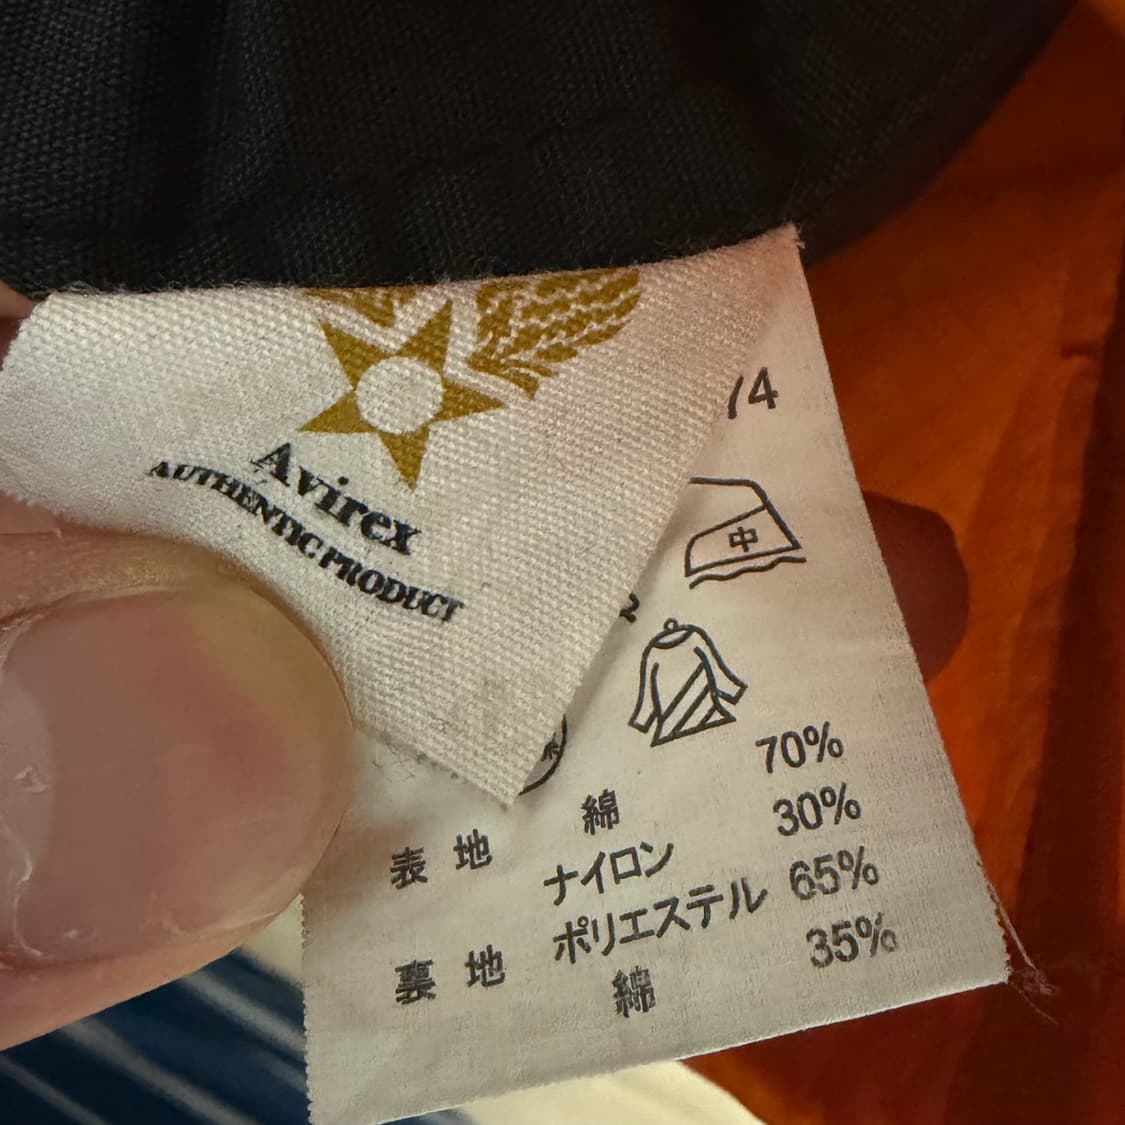 Avirex
AUTHENTIC PRODUCT
/4
中
表地 綿 70%
ナイロン 30%
裏地 ポリエステル 65%
綿 35%